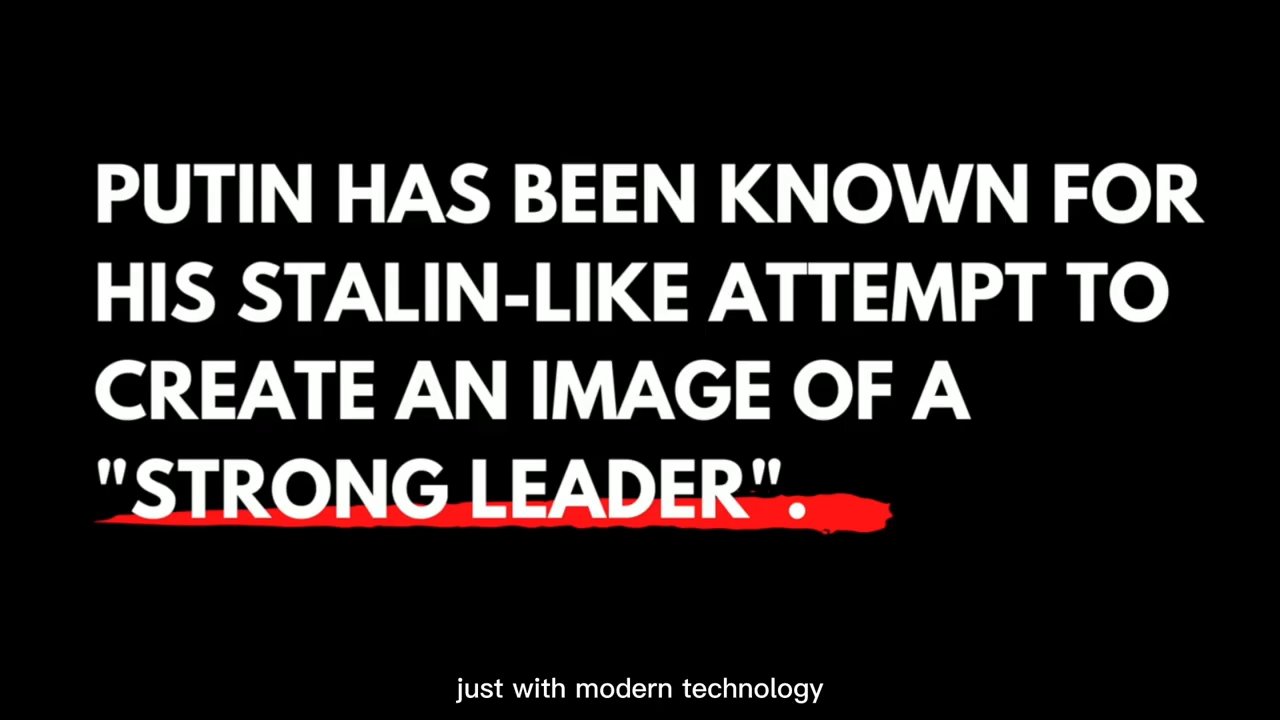 PUTIN HAS BEEN KNOWN FOR
HIS STALIN-LIKE ATTEMPT TO
CREATE AN IMAGE OF A
"STRONG LEADER".
just with modern technology